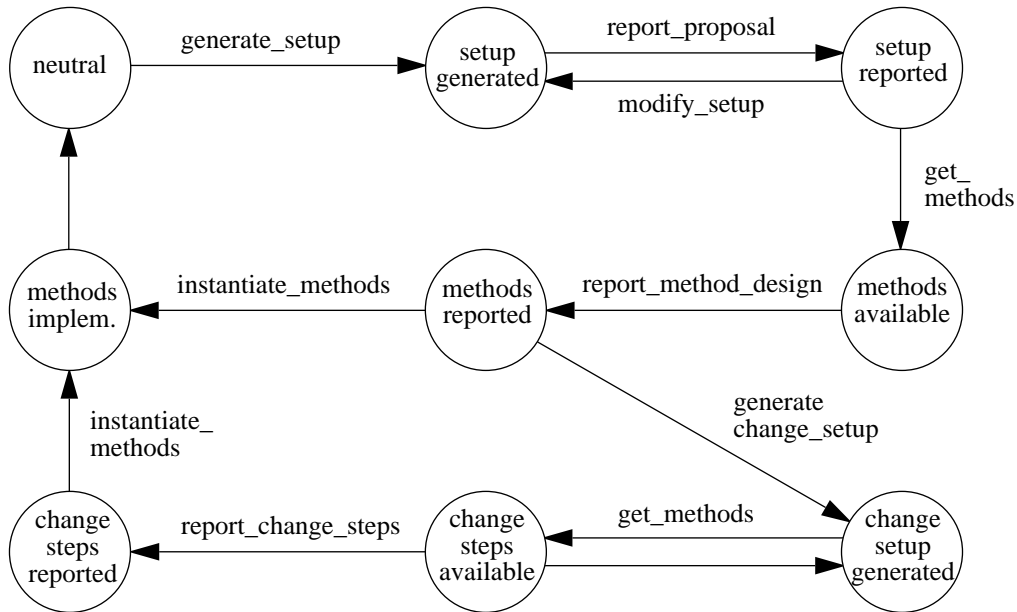 neutral
generate_setup
setup
generated
report_proposal
modify_setup
setup
reported
get_
methods
methods
implem.
instantiate_methods
methods
reported
report_method_design
methods
available
instantiate_
methods
generate
change_setup
change
steps
reported
report_change_steps
change
steps
available
get_methods
change
setup
generated